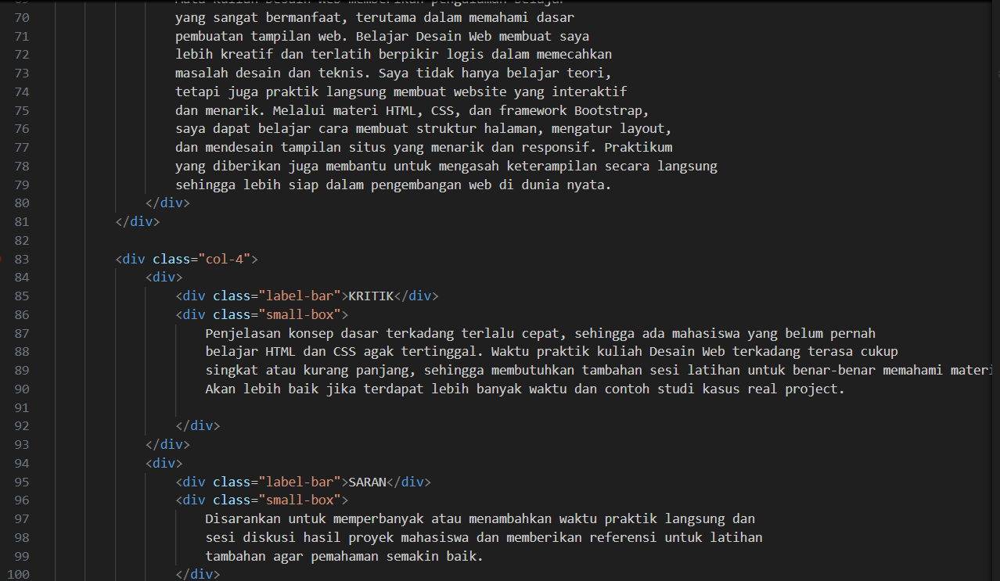 69 Mata kuliah Desain Web memberikan pengalaman belajar
70 yang sangat bermanfaat, terutama dalam memahami dasar
71 pembuatan tampilan web. Belajar Desain Web membuat saya
72 lebih kreatif dan terlatih berpikir logis dalam memecahkan
73 masalah desain dan teknis. Saya tidak hanya belajar teori,
74 tetapi juga praktik langsung membuat website yang interaktif
75 dan menarik. Melalui materi HTML, CSS, dan framework Bootstrap,
76 saya dapat belajar cara membuat struktur halaman, mengatur layout,
77 dan mendesain tampilan situs yang menarik dan responsif. Praktikum
78 yang diberikan juga membantu untuk mengasah keterampilan secara langsung
79 sehingga lebih siap dalam pengembangan web di dunia nyata.
80 </div>
81 </div>
82
83 <div class="col-4">
84 <div>
85 <div class="label-bar">KRITIK</div>
86 <div class="small-box">
87 Penjelasan konsep dasar terkadang terlalu cepat, sehingga ada mahasiswa yang belum pernah
88 belajar HTML dan CSS agak tertinggal. Waktu praktik kuliah Desain Web terkadang terasa cukup
89 singkat atau kurang panjang, sehingga membutuhkan tambahan sesi latihan untuk benar-benar memahami materi
90 Akan lebih baik jika terdapat lebih banyak waktu dan contoh studi kasus real project.
91
92 </div>
93 </div>
94 <div>
95 <div class="label-bar">SARAN</div>
96 <div class="small-box">
97 Disarankan untuk memperbanyak atau menambahkan waktu praktik langsung dan
98 sesi diskusi hasil proyek mahasiswa dan memberikan referensi untuk latihan
99 tambahan agar pemahaman semakin baik.
100 </div>